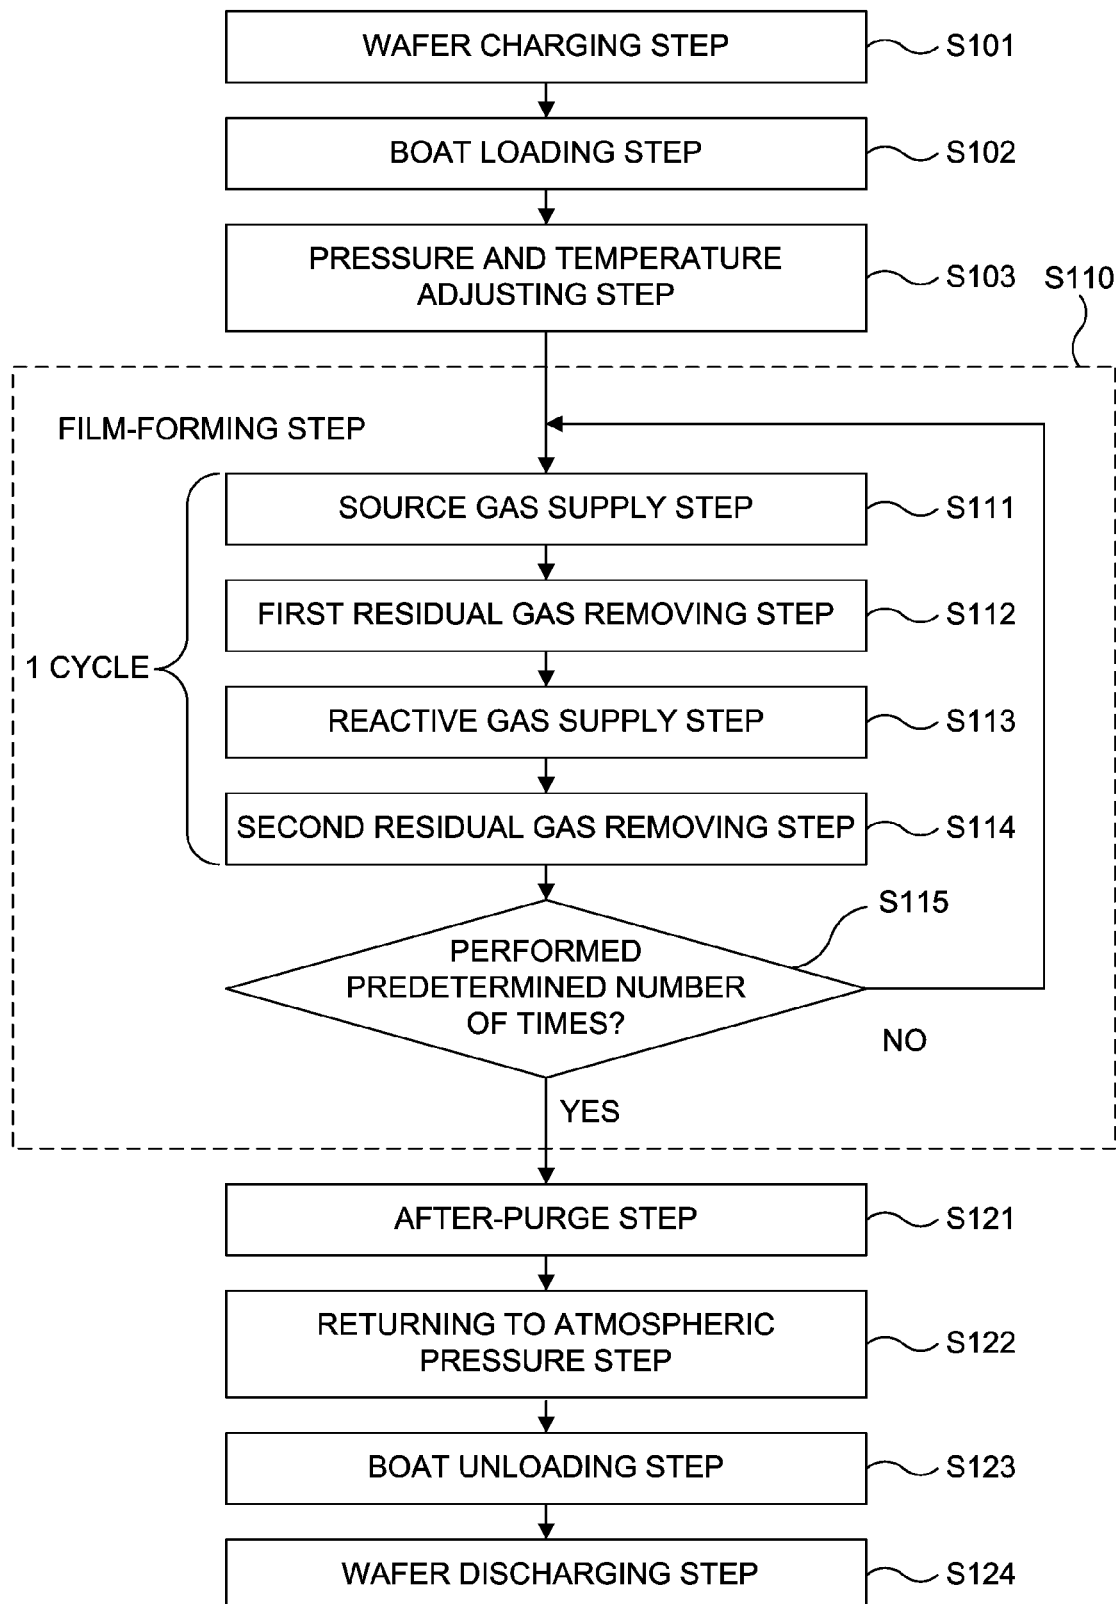 WAFER CHARGING STEP
S101
BOAT LOADING STEP
S102
PRESSURE AND TEMPERATURE
ADJUSTING STEP
S103
S110
FILM-FORMING STEP
SOURCE GAS SUPPLY STEP
S111
FIRST RESIDUAL GAS REMOVING STEP
S112
1 CYCLE
REACTIVE GAS SUPPLY STEP
S113
SECOND RESIDUAL GAS REMOVING STEP
S114
S115
PERFORMED
PREDETERMINED NUMBER
OF TIMES?
NO
YES
AFTER-PURGE STEP
S121
RETURNING TO ATMOSPHERIC
PRESSURE STEP
S122
BOAT UNLOADING STEP
S123
WAFER DISCHARGING STEP
S124